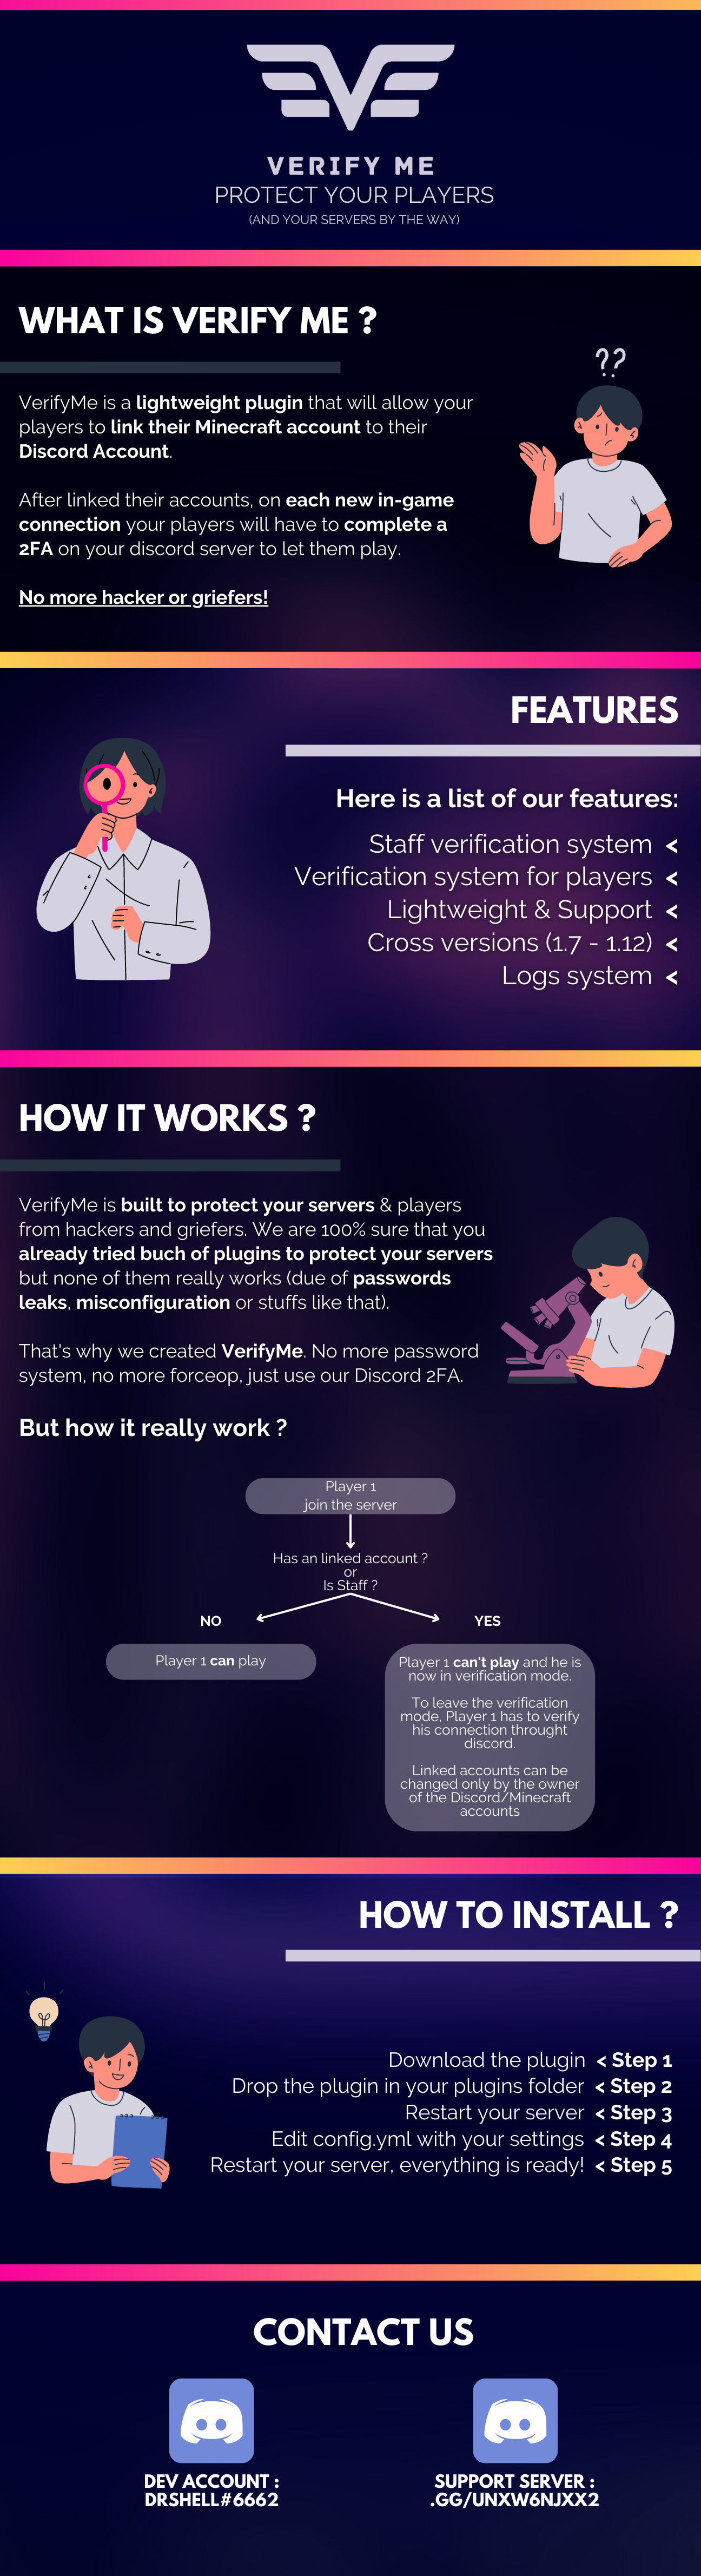 VERIFY ME
PROTECT YOUR PLAYERS
(AND YOUR SERVERS BY THE WAY)
WHAT IS VERIFY ME ?
??
VerifyMe is a lightweight plugin that will allow your
players to link their Minecraft account to their
Discord Account.
After linked their accounts, on each new in-game
connection your players will have to complete a
2FA on your discord server to let them play.
No more hacker or griefers!
FEATURES
Here is a list of our features:
Staff verification system <
Verification system for players <
Lightweight & Support <
Cross versions (1.7 - 1.12) <
Logs system <
HOW IT WORKS ?
VerifyMe is built to protect your servers & players
from hackers and griefers. We are 100% sure that you
already tried buch of plugins to protect your servers
but none of them really works (due of passwords
leaks, misconfiguration or stuffs like that).
That's why we created VerifyMe. No more password
system, no more forceop, just use our Discord 2FA.
But how it really work ?
Player 1
join the server
Has an linked account ?
or
Is Staff ?
NO
YES
Player 1 can play
Player 1 can't play and he is
now in verification mode.
To leave the verification
mode, Player 1 has to verify
his connection throught
discord.
Linked accounts can be
changed only by the owner
of the Discord/Minecraft
accounts
HOW TO INSTALL ?
Download the plugin < Step 1
Drop the plugin in your plugins folder < Step 2
Restart your server < Step 3
Edit config.yml with your settings < Step 4
Restart your server, everything is ready! < Step 5
CONTACT US
DEV ACCOUNT :
DRSHELL#6662
SUPPORT SERVER :
.GG/UNXW6NJXX2